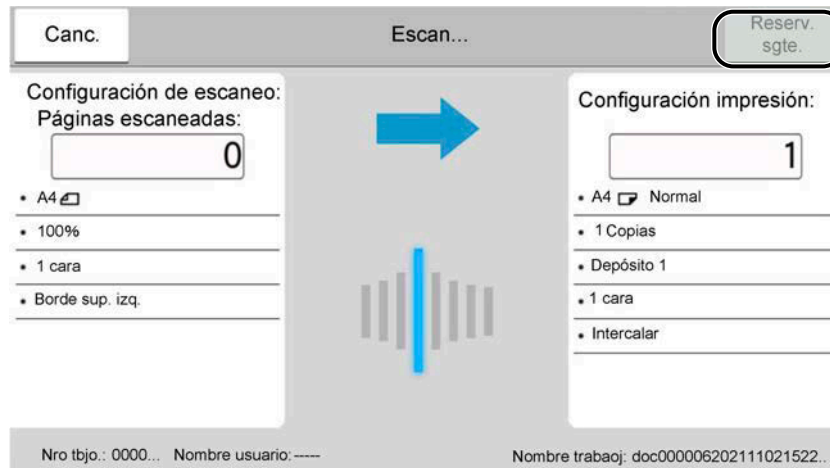 Canc.
Escan...
Reserv.
sgte.
Configuración de escaneo:
Páginas escaneadas:
0
• A4
• 100%
• 1 cara
• Borde sup. izq.
Configuración impresión:
1
• A4 Normal
• 1 Copias
• Depósito 1
• 1 cara
• Intercalar
Nro tbjo.: 0000... Nombre usuario: -----
Nombre trabaoj: doc000006202111021522..